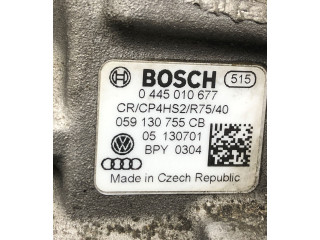 BOSCH 515
0 445 010 677
CR/CP4HS2/R75/40
059 130 755 CB
05 130701
BPY 0304
Made in Czech Republic